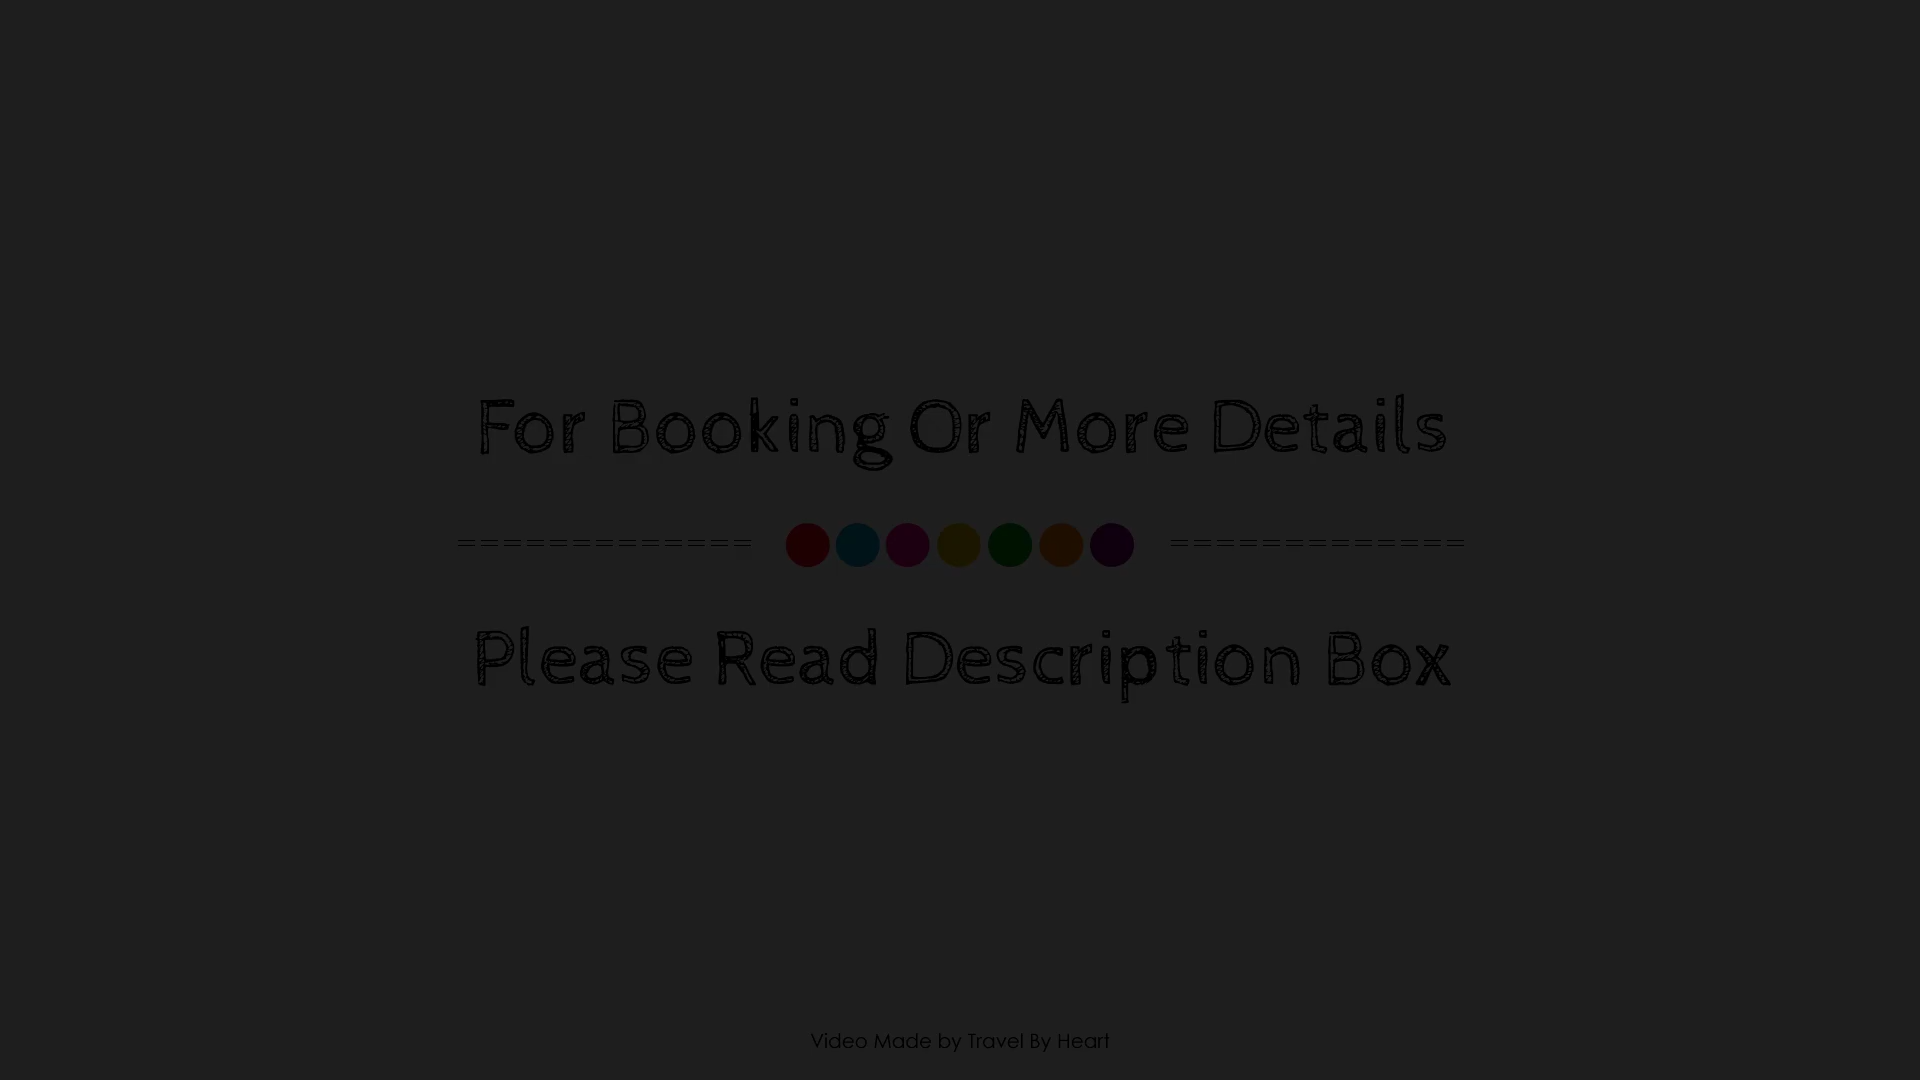 For Booking Or More Details
============= =============
Please Read Description Box
Video Made by Travel By Heart